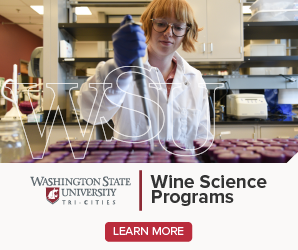 WSU
WASHINGTON STATE
UNIVERSITY
TRI-CITIES
Wine Science
Programs
LEARN MORE